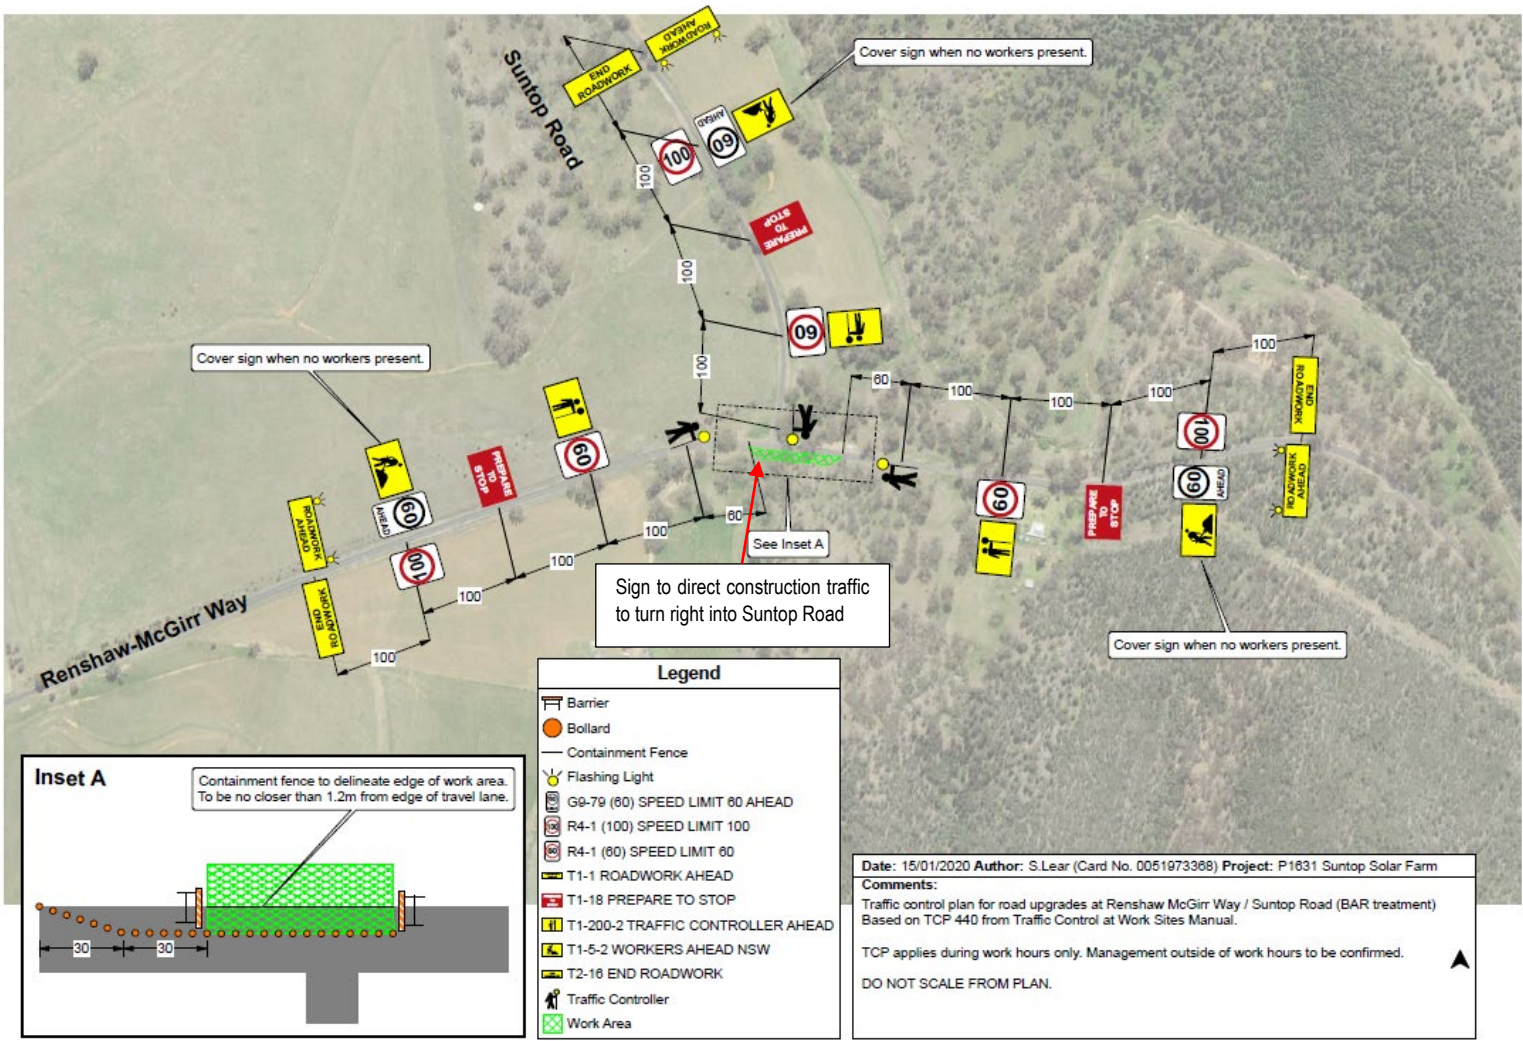 ROADWORK
AHEAD
END
ROADWORK
Suntop Road
Cover sign when no workers present.
100
60
AHEAD
100
PREPARE
TO
STOP
100
60
100
Cover sign when no workers present.
60
100
100
100
100
END
ROADWORK
100
60
AHEAD
ROADWORK
AHEAD
PREPARE
TO
STOP
60
60
PREPARE
TO
STOP
60
AHEAD
100
ROADWORK
AHEAD
END
ROADWORK
60
100
100
100
100
See Inset A
Sign to direct construction traffic
to turn right into Suntop Road
Renshaw-McGirr Way
Cover sign when no workers present.
Legend
Barrier
Bollard
Containment Fence
Flashing Light
G9-79 (60) SPEED LIMIT 60 AHEAD
R4-1 (100) SPEED LIMIT 100
R4-1 (60) SPEED LIMIT 60
T1-1 ROADWORK AHEAD
T1-18 PREPARE TO STOP
T1-200-2 TRAFFIC CONTROLLER AHEAD
T1-5-2 WORKERS AHEAD NSW
T2-16 END ROADWORK
Traffic Controller
Work Area
Inset A
Containment fence to delineate edge of work area.
To be no closer than 1.2m from edge of travel lane.
30
30
Date: 15/01/2020 Author: S.Lear (Card No. 0051973368) Project: P1631 Suntop Solar Farm
Comments:
Traffic control plan for road upgrades at Renshaw McGirr Way / Suntop Road (BAR treatment)
Based on TCP 440 from Traffic Control at Work Sites Manual.
TCP applies during work hours only. Management outside of work hours to be confirmed.
DO NOT SCALE FROM PLAN.